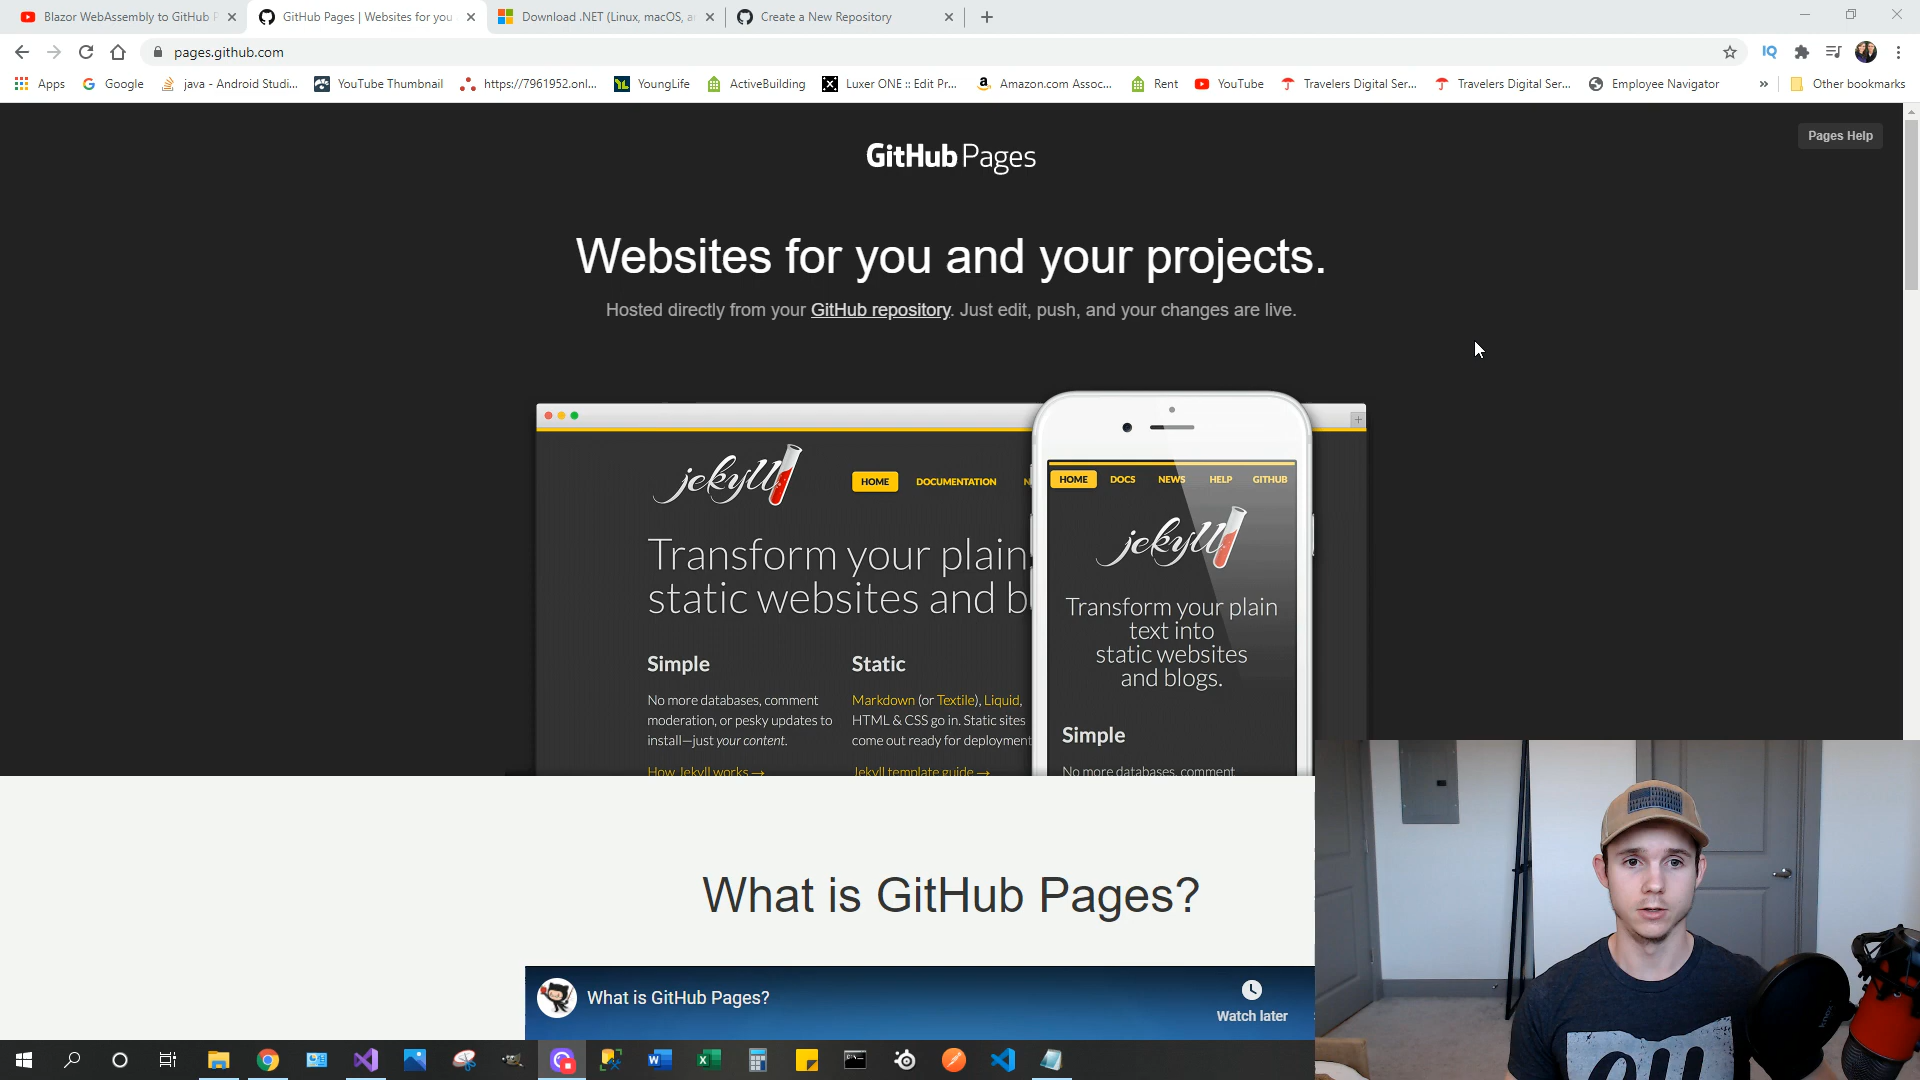 Blazor WebAssembly to GitHub P
GitHub Pages | Websites for you
Download .NET (Linux, macOS, a
Create a New Repository
pages.github.com
IQ
Apps
Google
java - Android Studi...
YouTube Thumbnail
https://7961952.onl...
YoungLife
ActiveBuilding
Luxer ONE :: Edit Pr...
Amazon.com Assoc...
Rent
YouTube
Travelers Digital Ser...
Travelers Digital Ser...
Employee Navigator
»
Other bookmarks
Pages Help
GitHub Pages
Websites for you and your projects.
Hosted directly from your GitHub repository. Just edit, push, and your changes are live.
jekyll
HOME
DOCUMENTATION
N
Transform your plain
static websites and b
Simple
No more databases, comment
moderation, or pesky updates to
install—just your content.
How Jekyll works →
Static
Markdown (or Textile), Liquid,
HTML & CSS go in. Static sites
come out ready for deployment
Jekyll template guide →
HOME
DOCS
NEWS
HELP
GITHUB
jekyll
Transform your plain
text into
static websites
and blogs.
Simple
No more databases, comment
What is GitHub Pages?
What is GitHub Pages?
Watch later